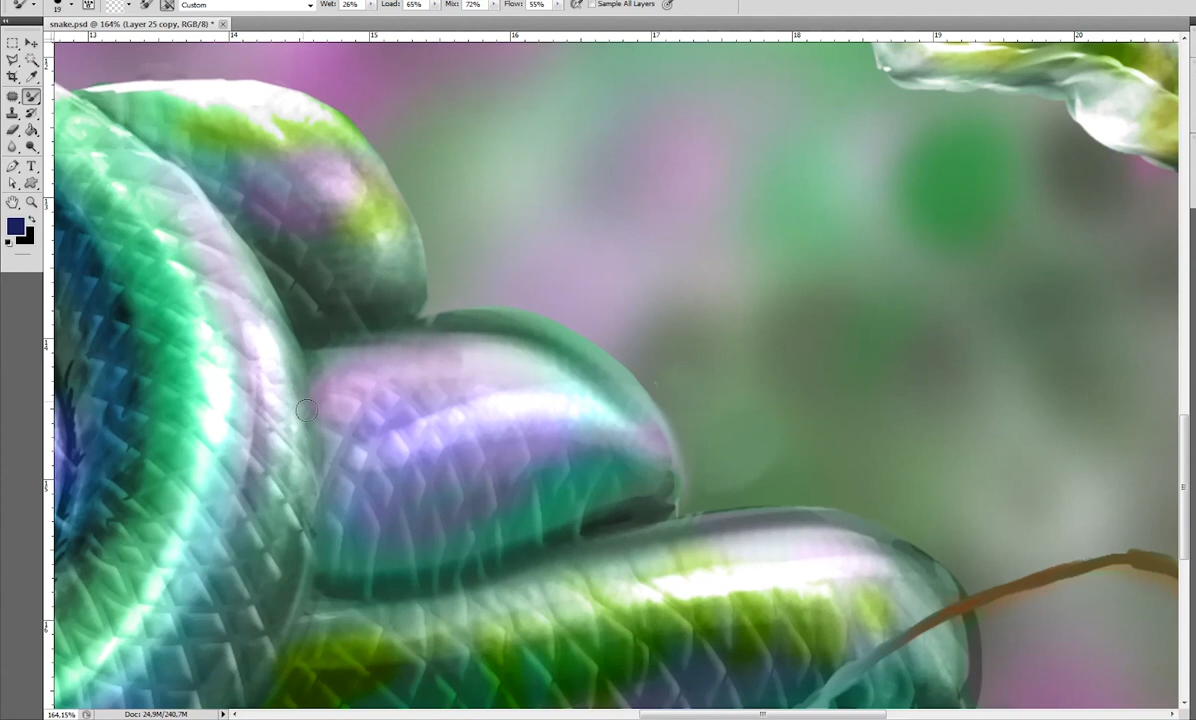 19 Custom Wet: 26% Load: 65% Mix: 72% Flow: 55% Sample All Layers
snake.psd @ 164% (Layer 25 copy, RGB/8) *
13 14 15 16 17 18 19 20
T
164,15% Doc: 24,9M/240,7M